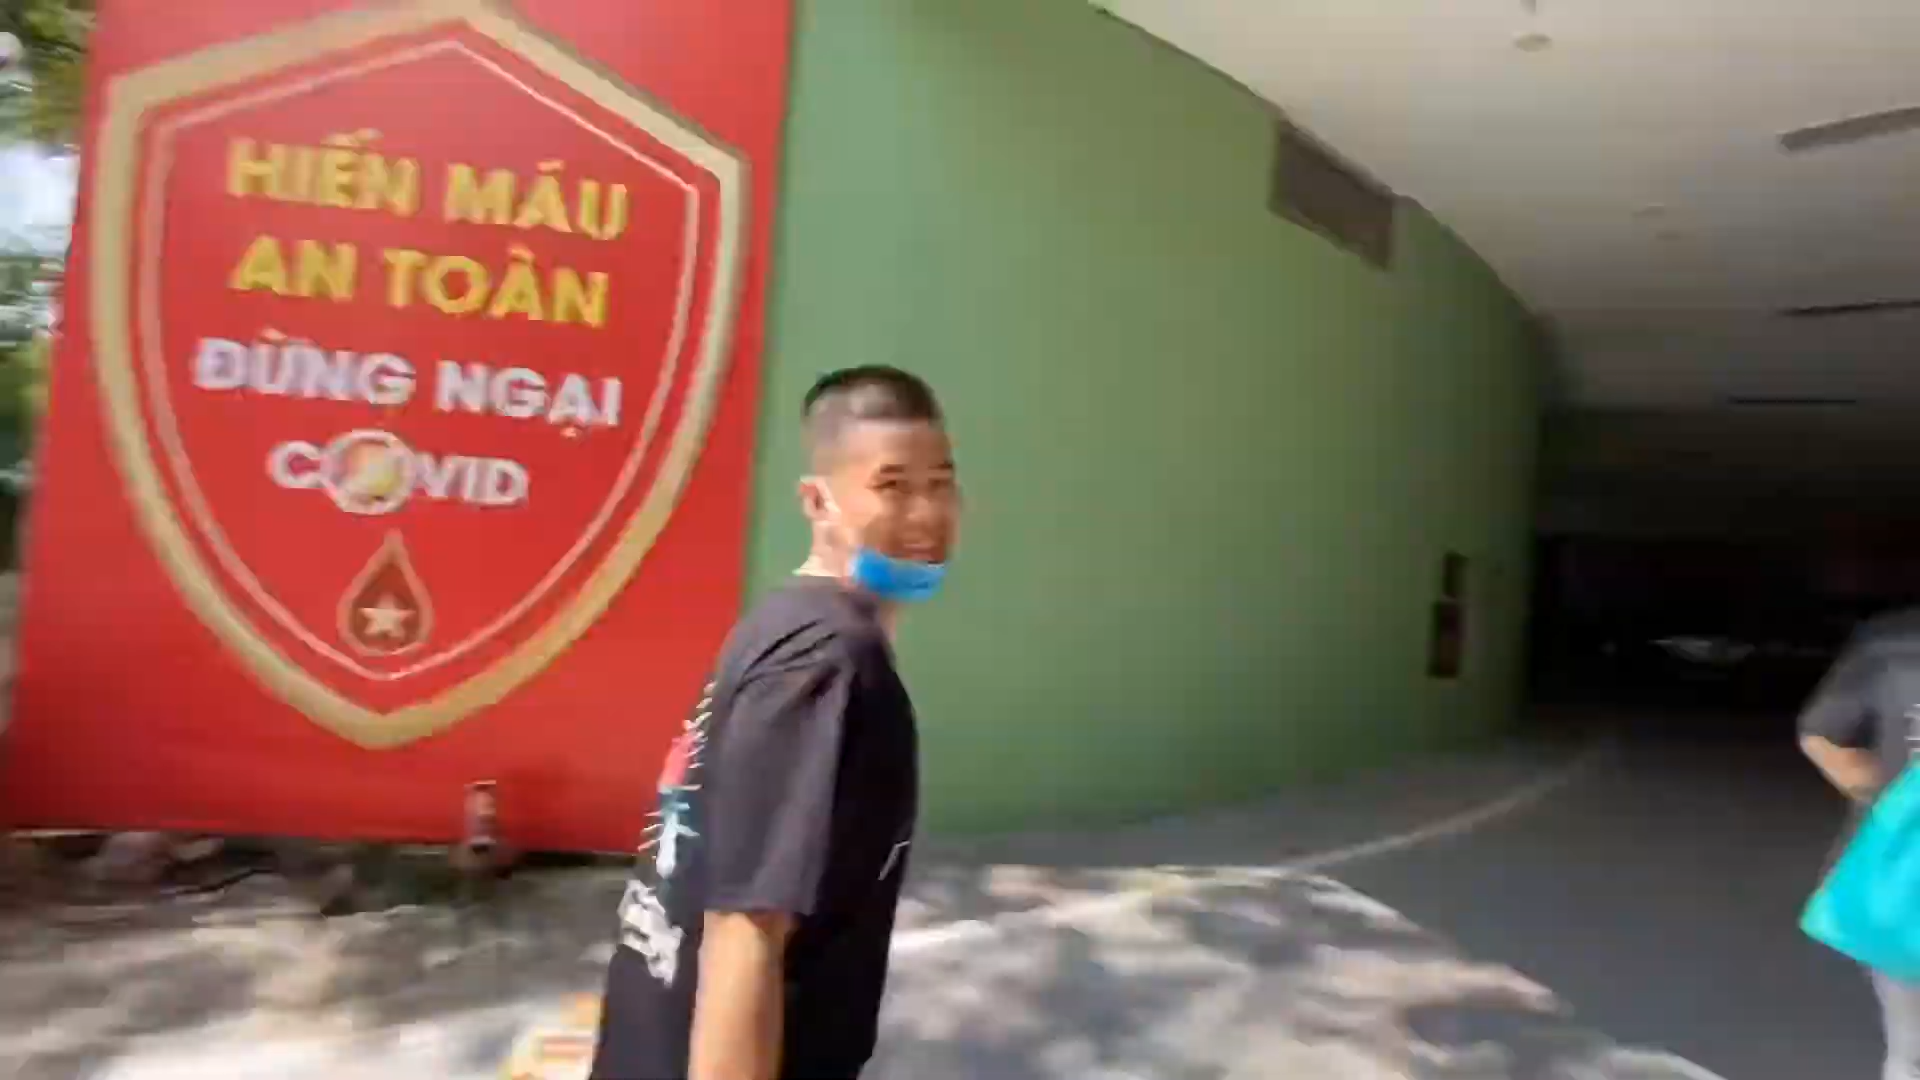 HIẾN MÁU
AN TOÀN
ĐỪNG NGẠI
COVID